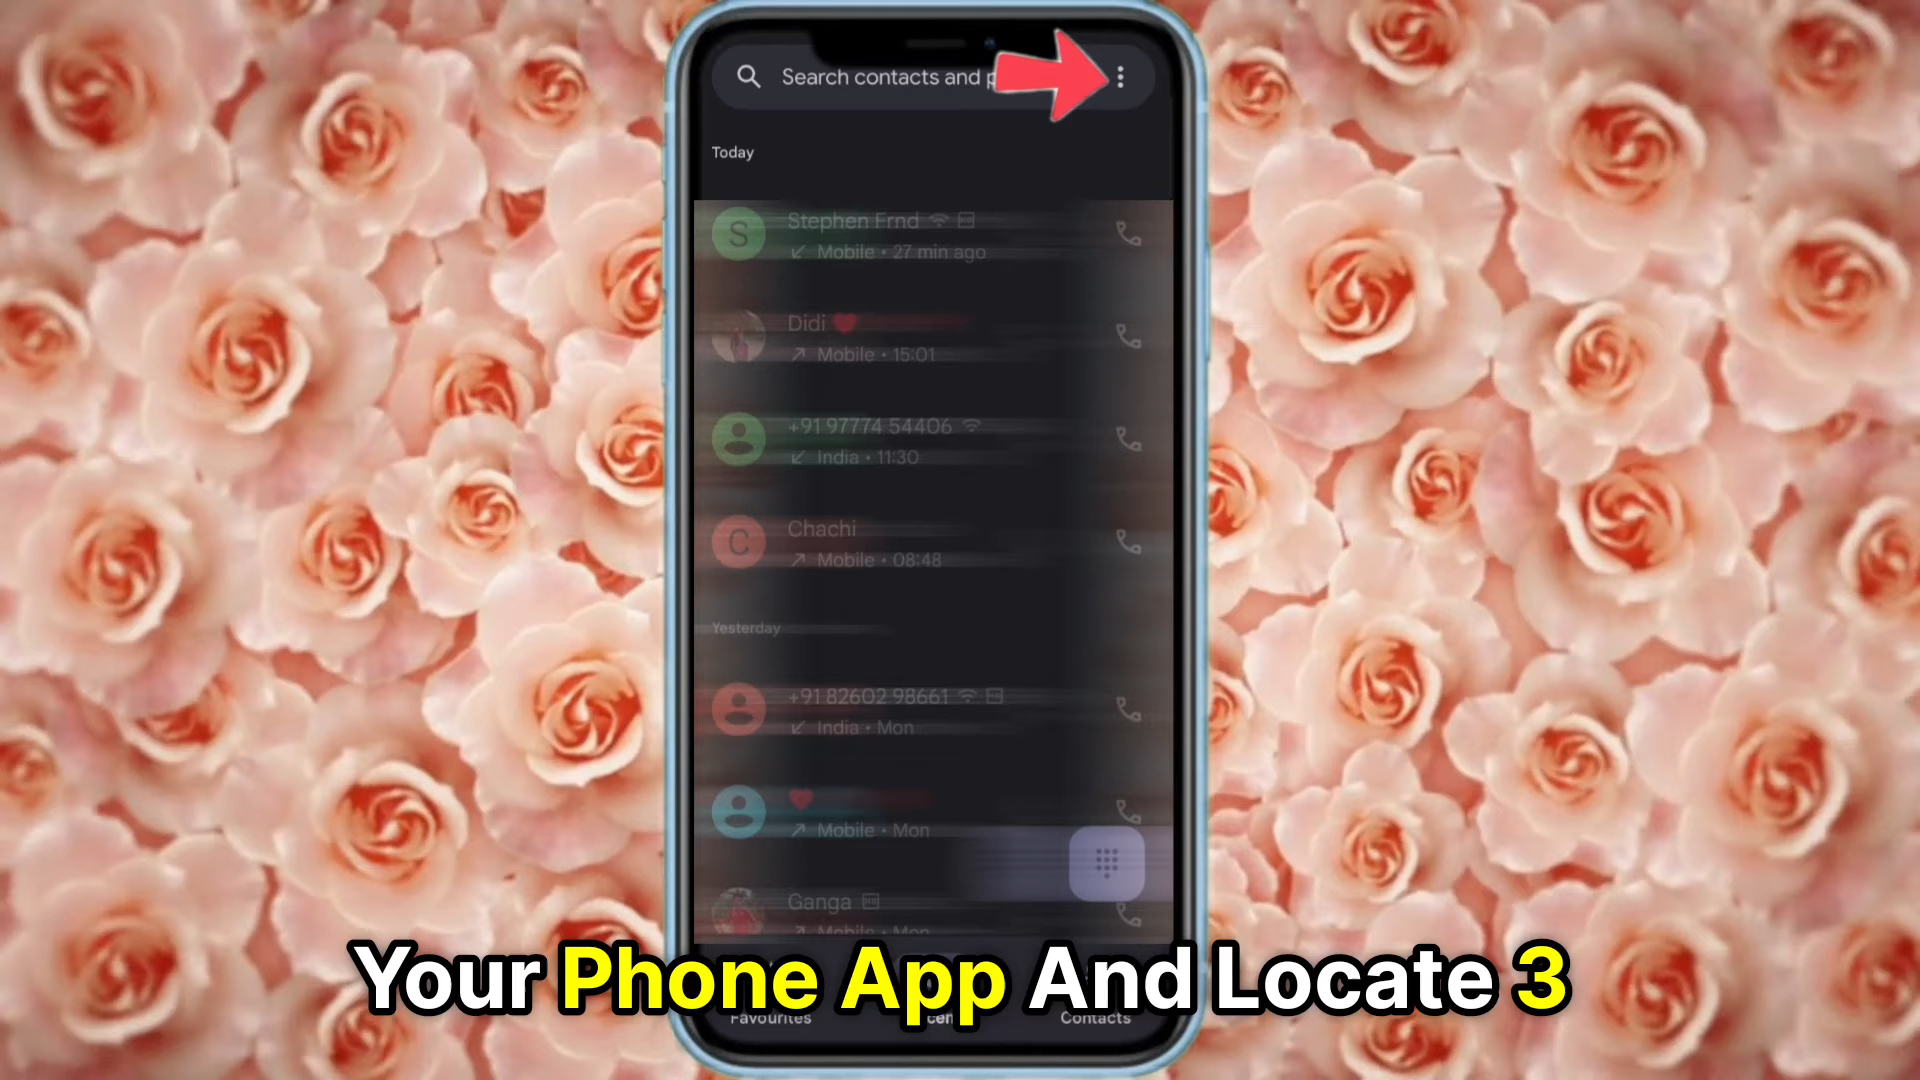 Search contacts and p
Today
S
Stephen Frnd
Mobile • 27 min ago
Didi
Mobile • 15:01
+91 97774 54406
India • 11:30
C
Chachi
Mobile • 08:48
Yesterday
+91 82602 98661
India • Mon
Mobile • Mon
Ganga
Mobile • Mon
Your Phone App And Locate 3
Favourites
Contacts